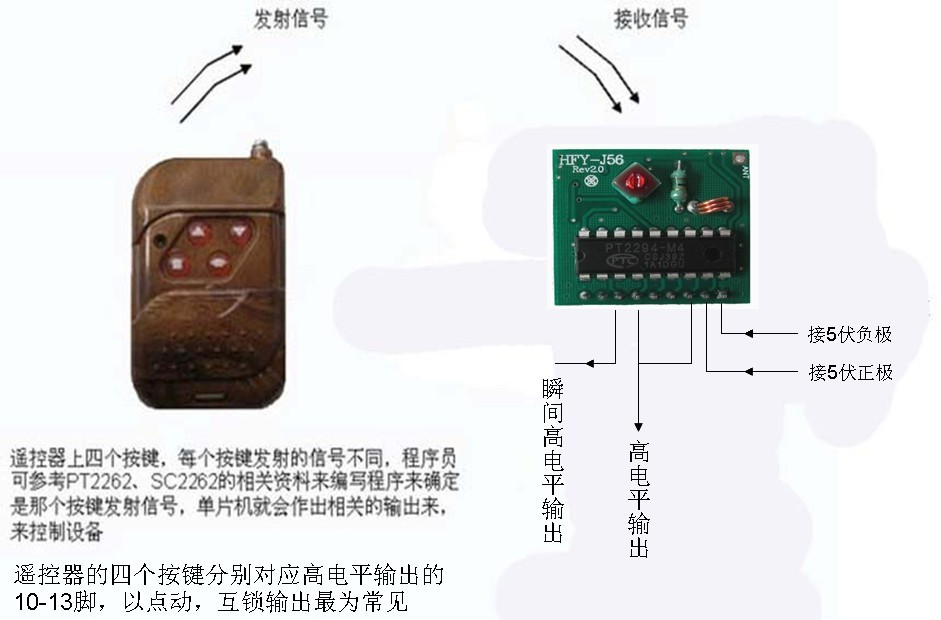 发射信号
接收信号
HFY-J56
Rev2.0
ANT
PT2294-M4
PTC
接5伏负极
接5伏正极
瞬间高电平输出
高电平输出
遥控器上四个按键，每个按键发射的信号不同，程序员
可参考PT2262、SC2262的相关资料来编写程序来确定
是那个按键发射信号，单片机就会作出相关的输出来，
来控制设备
遥控器的四个按键分别对应高电平输出的
10-13脚，以点动，互锁输出最为常见